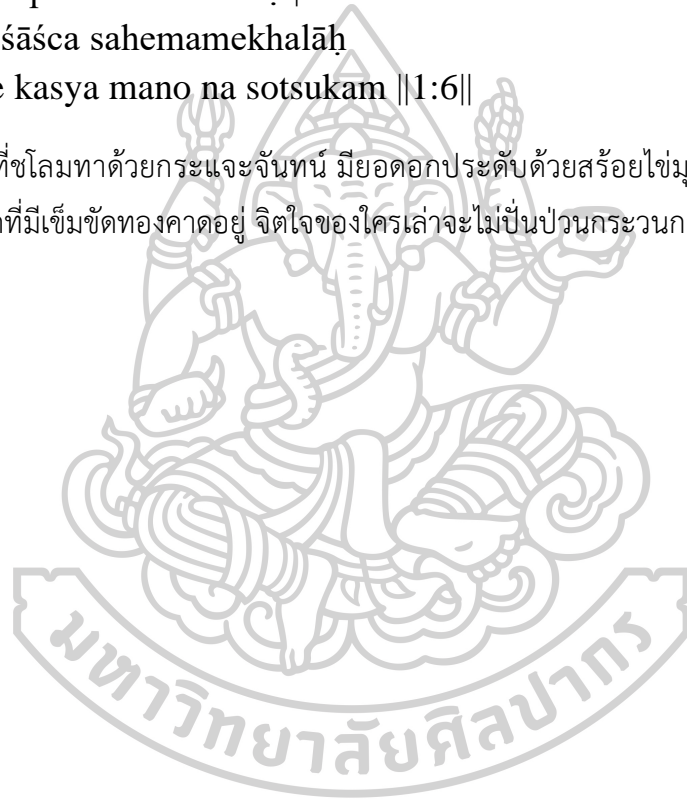 śāśca sahemamekhalāḥ
kasya mano na sotsukam ||1:6||
ที่ชโลมทาด้วยกระแจะจันทน์ มียอดอกประดับด้วยสร้อยไข่มุ
ที่มีเข็มขัดทองคาดอยู่ จิตใจของใครเล่าจะไม่ปั่นป่วนกระวนก
มหาวิทยาลัยศิลปากร